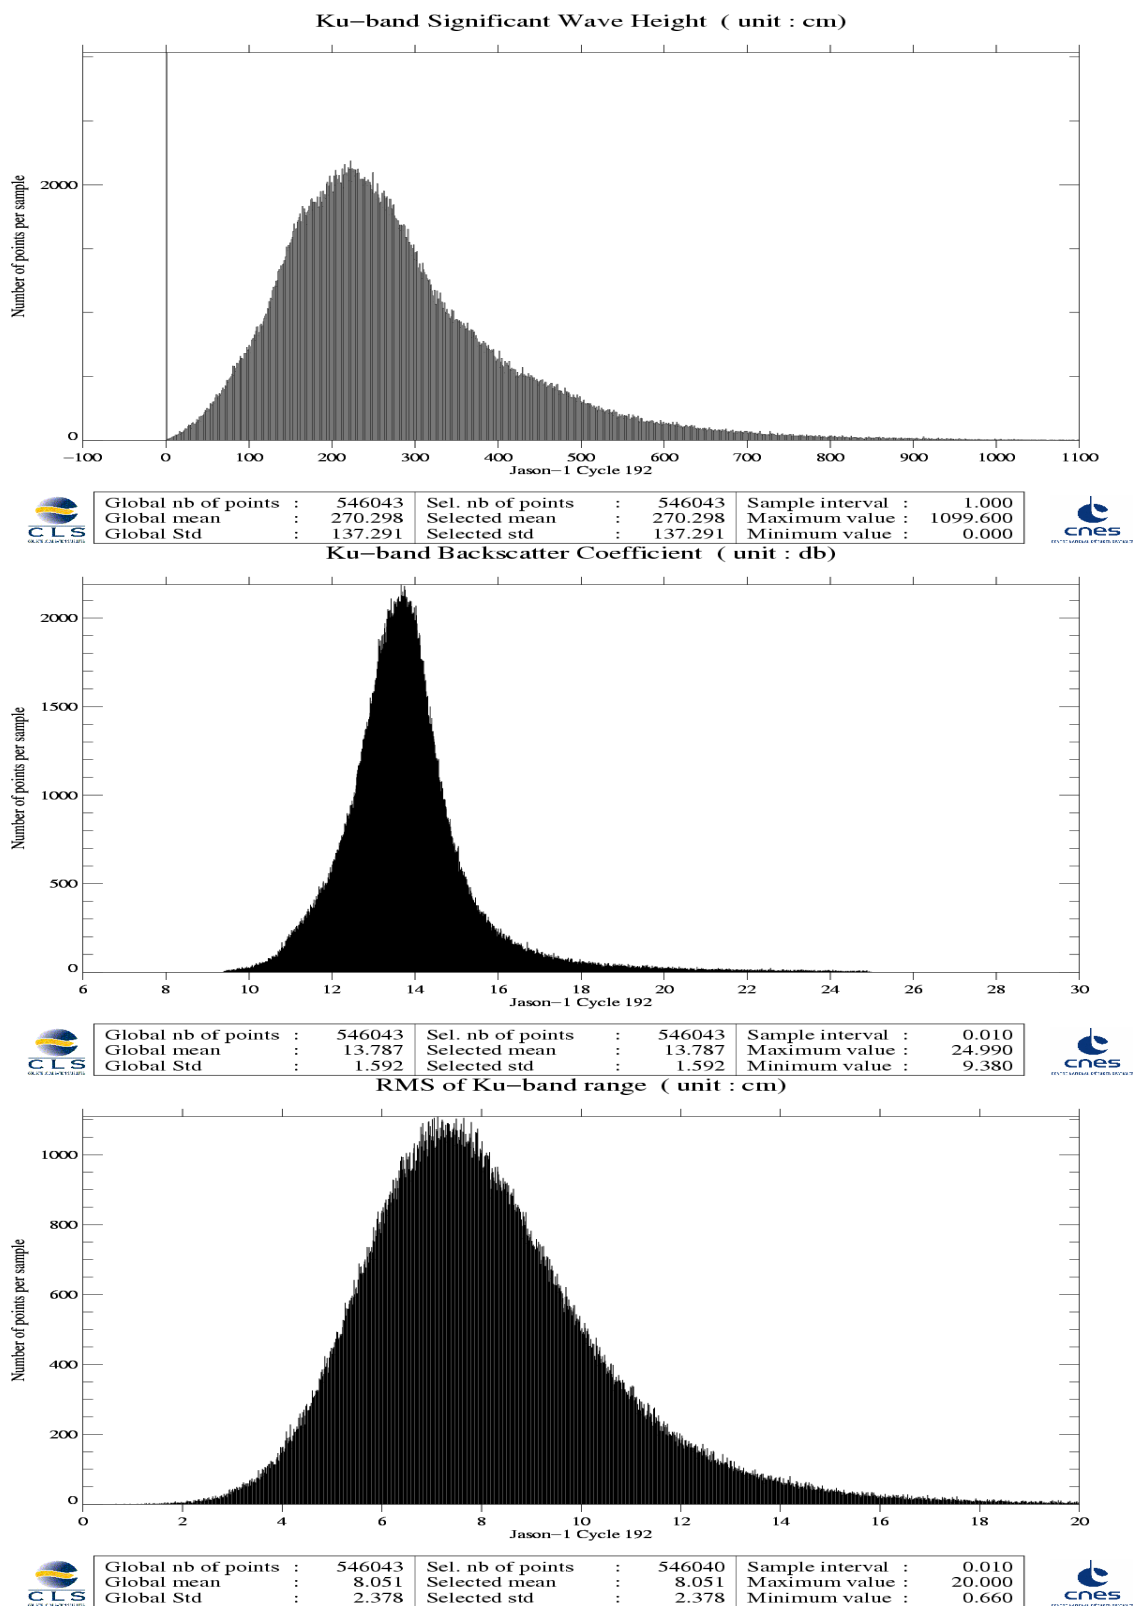 Ku-band Significant Wave Height ( unit : cm)
Number of points per sample
2000
0
-100 0 100 200 300 400 500 600 700 800 900 1000 1100
Jason-1 Cycle 192
CLS
Global nb of points : 546043 Sel. nb of points : 546043 Sample interval : 1.000
Global mean : 270.298 Selected mean : 270.298 Maximum value : 1099.600
Global Std : 137.291 Selected std : 137.291 Minimum value : 0.000
cnes
Ku-band Backscatter Coefficient ( unit : db)
Number of points per sample
2000
1500
1000
500
0
6 8 10 12 14 16 18 20 22 24 26 28 30
Jason-1 Cycle 192
CLS
Global nb of points : 546043 Sel. nb of points : 546043 Sample interval : 0.010
Global mean : 13.787 Selected mean : 13.787 Maximum value : 24.990
Global Std : 1.592 Selected std : 1.592 Minimum value : 9.380
cnes
RMS of Ku-band range ( unit : cm)
Number of points per sample
1000
800
600
400
200
0
0 2 4 6 8 10 12 14 16 18 20
Jason-1 Cycle 192
CLS
Global nb of points : 546043 Sel. nb of points : 546040 Sample interval : 0.010
Global mean : 8.051 Selected mean : 8.051 Maximum value : 20.000
Global Std : 2.378 Selected std : 2.378 Minimum value : 0.660
cnes